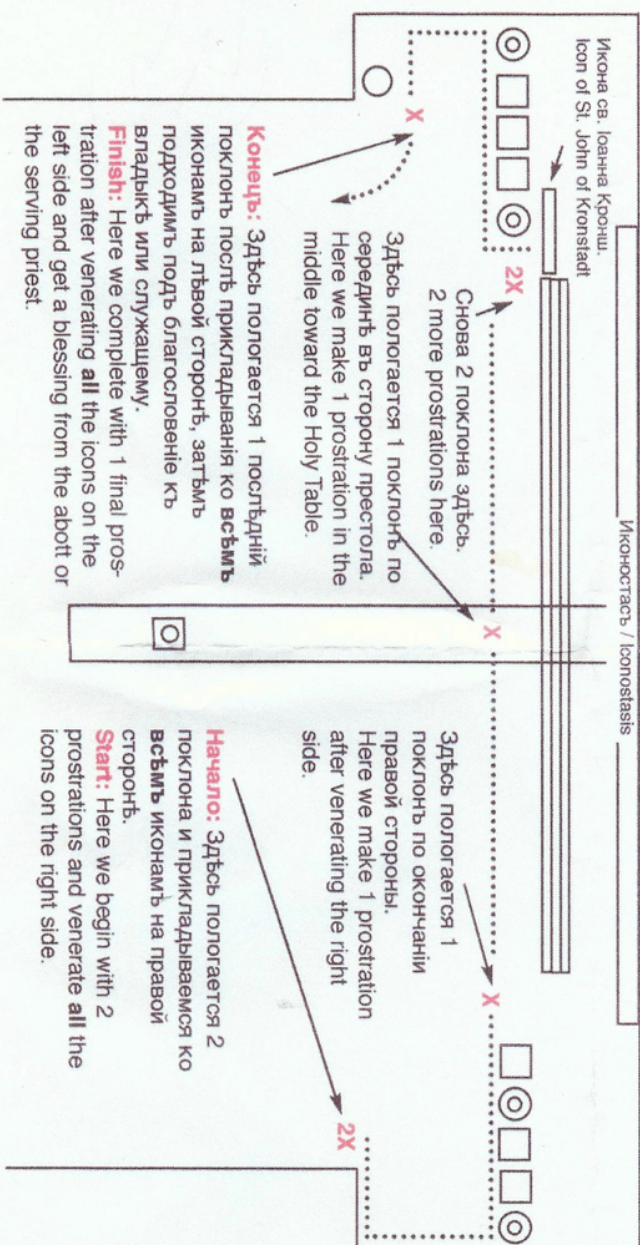 Икона св. Іоанна Кронш.
Icon of St. John of Kronstadt
Иконостасъ / Iconostasis
2X
Снова 2 поклона здѣсь.
2 more prostrations here.
X
Здѣсь пологается 1 поклонъ по
серединѣ въ сторону престола.
Here we make 1 prostration in the
middle toward the Holy Table.
X
Конецъ: Здѣсь пологается 1 послѣдній
поклонъ послѣ прикладыванія ко всѣмъ
иконамъ на лѣвой сторонѣ, затѣмъ
подходимъ подъ благословеніе къ
владыкѣ или служащему.
Finish: Here we complete with 1 final pros-
tration after venerating all the icons on the
left side and get a blessing from the abott or
the serving priest.
X
Здѣсь пологается 1
поклонъ по окончаніи
правой стороны.
Here we make 1 prostration
after venerating the right
side.
X
Начало: Здѣсь пологается 2
поклона и прикладываемся ко
всѣмъ иконамъ на правой
сторонѣ.
Start: Here we begin with 2
prostrations and venerate all the
icons on the right side.
2X